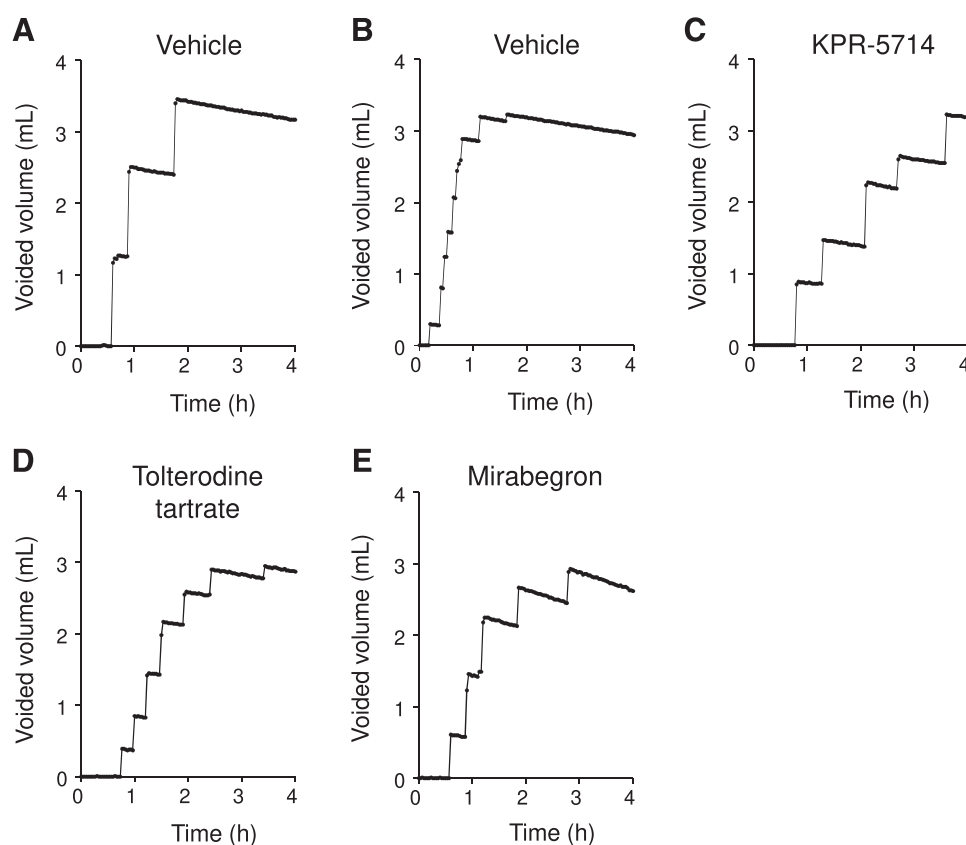 A
Vehicle
Voided volume (mL)
4
3
2
1
0
0 1 2 3 4
Time (h)
B
Vehicle
Voided volume (mL)
4
3
2
1
0
0 1 2 3 4
Time (h)
C
KPR-5714
Voided volume (mL)
4
3
2
1
0
0 1 2 3 4
Time (h)
D
Tolterodine
tartrate
Voided volume (mL)
4
3
2
1
0
0 1 2 3 4
Time (h)
E
Mirabegron
Voided volume (mL)
4
3
2
1
0
0 1 2 3 4
Time (h)